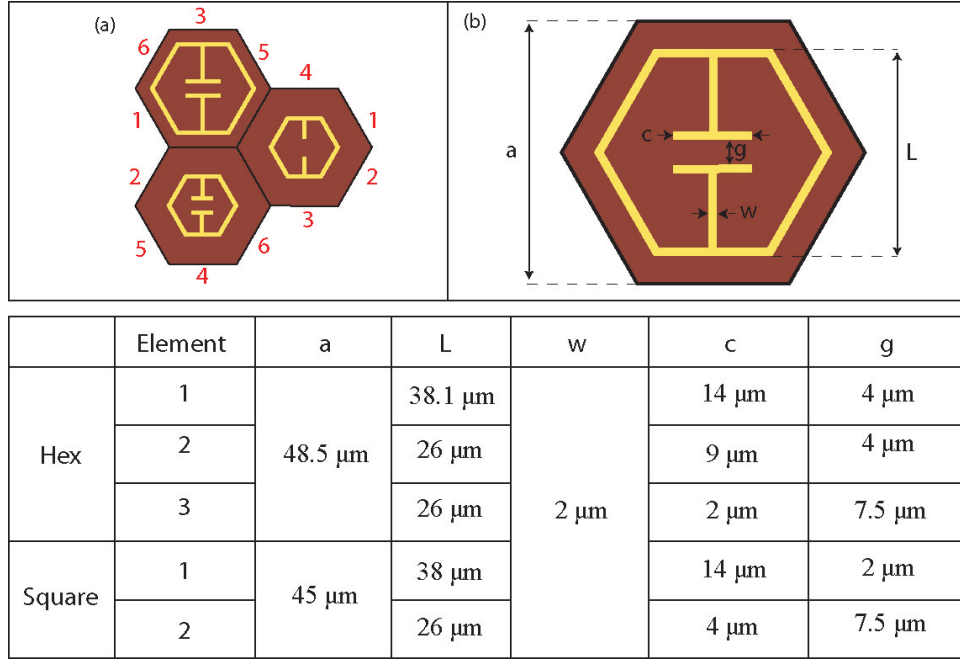 (a)
3
6
5
4
1
1
2
2
3
5
6
4
(b)
a
c
g
w
L
Element a L w c g
Hex 1 48.5 μm 38.1 μm 2 μm 14 μm 4 μm
2 26 μm 9 μm 4 μm
3 26 μm 2 μm 7.5 μm
Square 1 45 μm 38 μm 14 μm 2 μm
2 26 μm 4 μm 7.5 μm